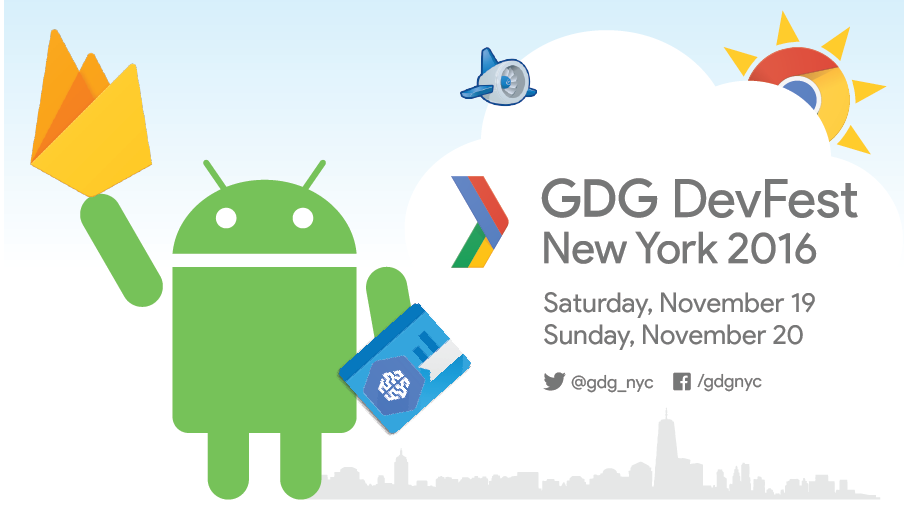 GDG DevFest
New York 2016
Saturday, November 19
Sunday, November 20
@gdg_nyc /gdgnyc